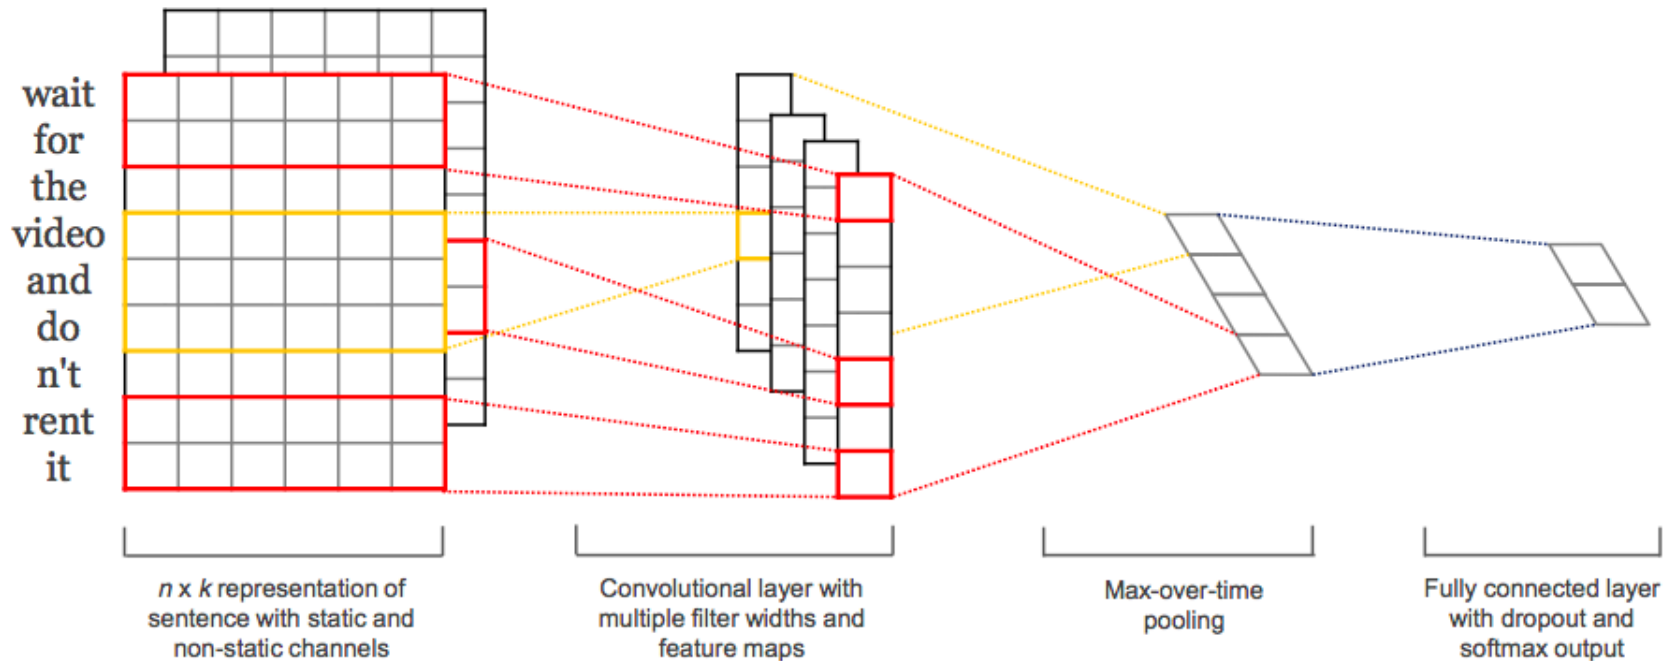 wait
for
the
video
and
do
n't
rent
it
n x k representation of
sentence with static and
non-static channels
Convolutional layer with
multiple filter widths and
feature maps
Max-over-time
pooling
Fully connected layer
with dropout and
softmax output